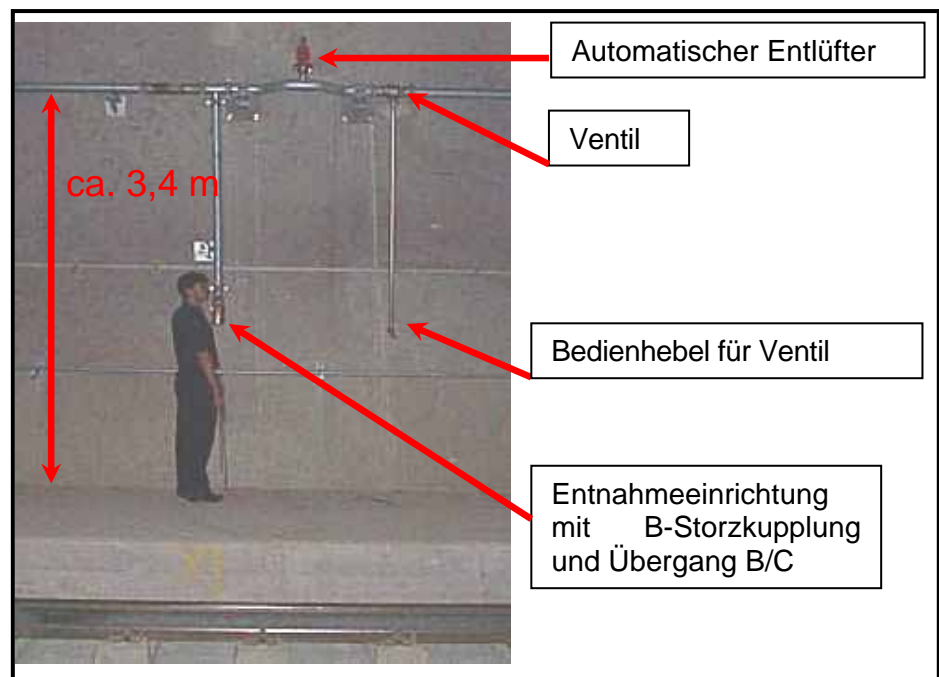 Automatischer Entlüfter
ca. 3,4 m
Ventil
Bedienhebel für Ventil
Entnahmeeinrichtung
mit B-Storzkupplung
und Übergang B/C